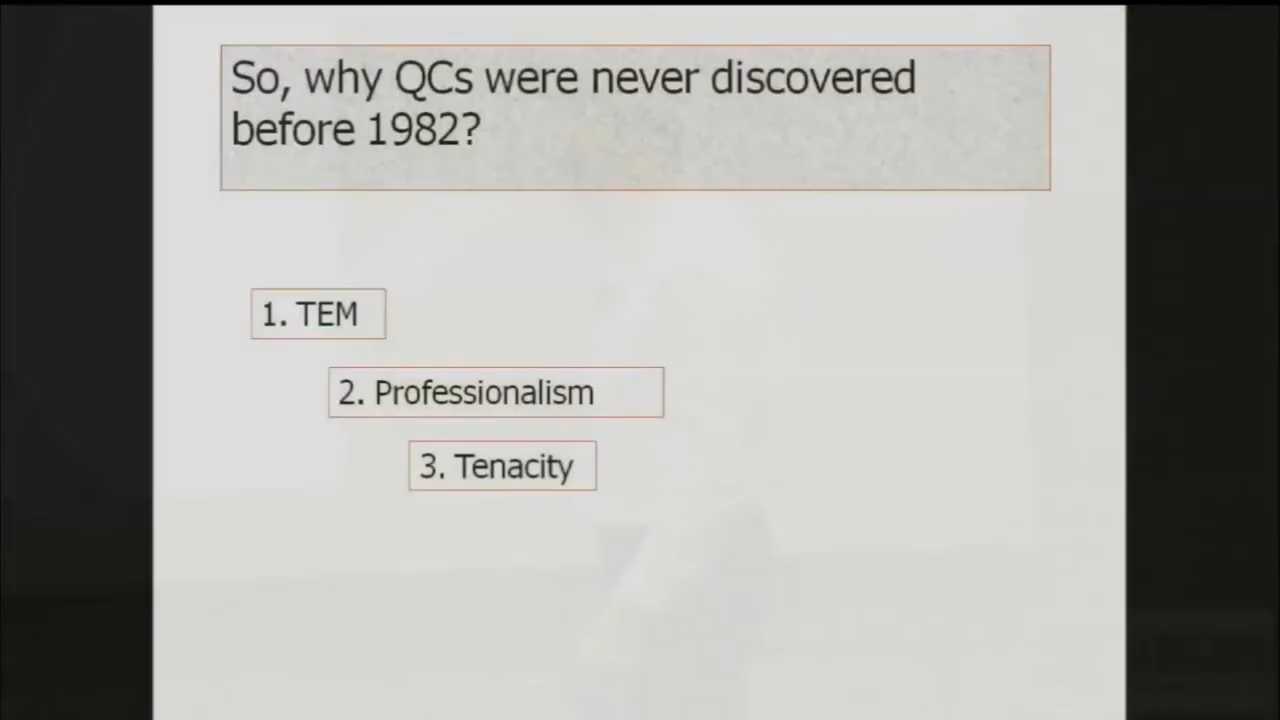 So, why QCs were never discovered
before 1982?
1. TEM
2. Professionalism
3. Tenacity